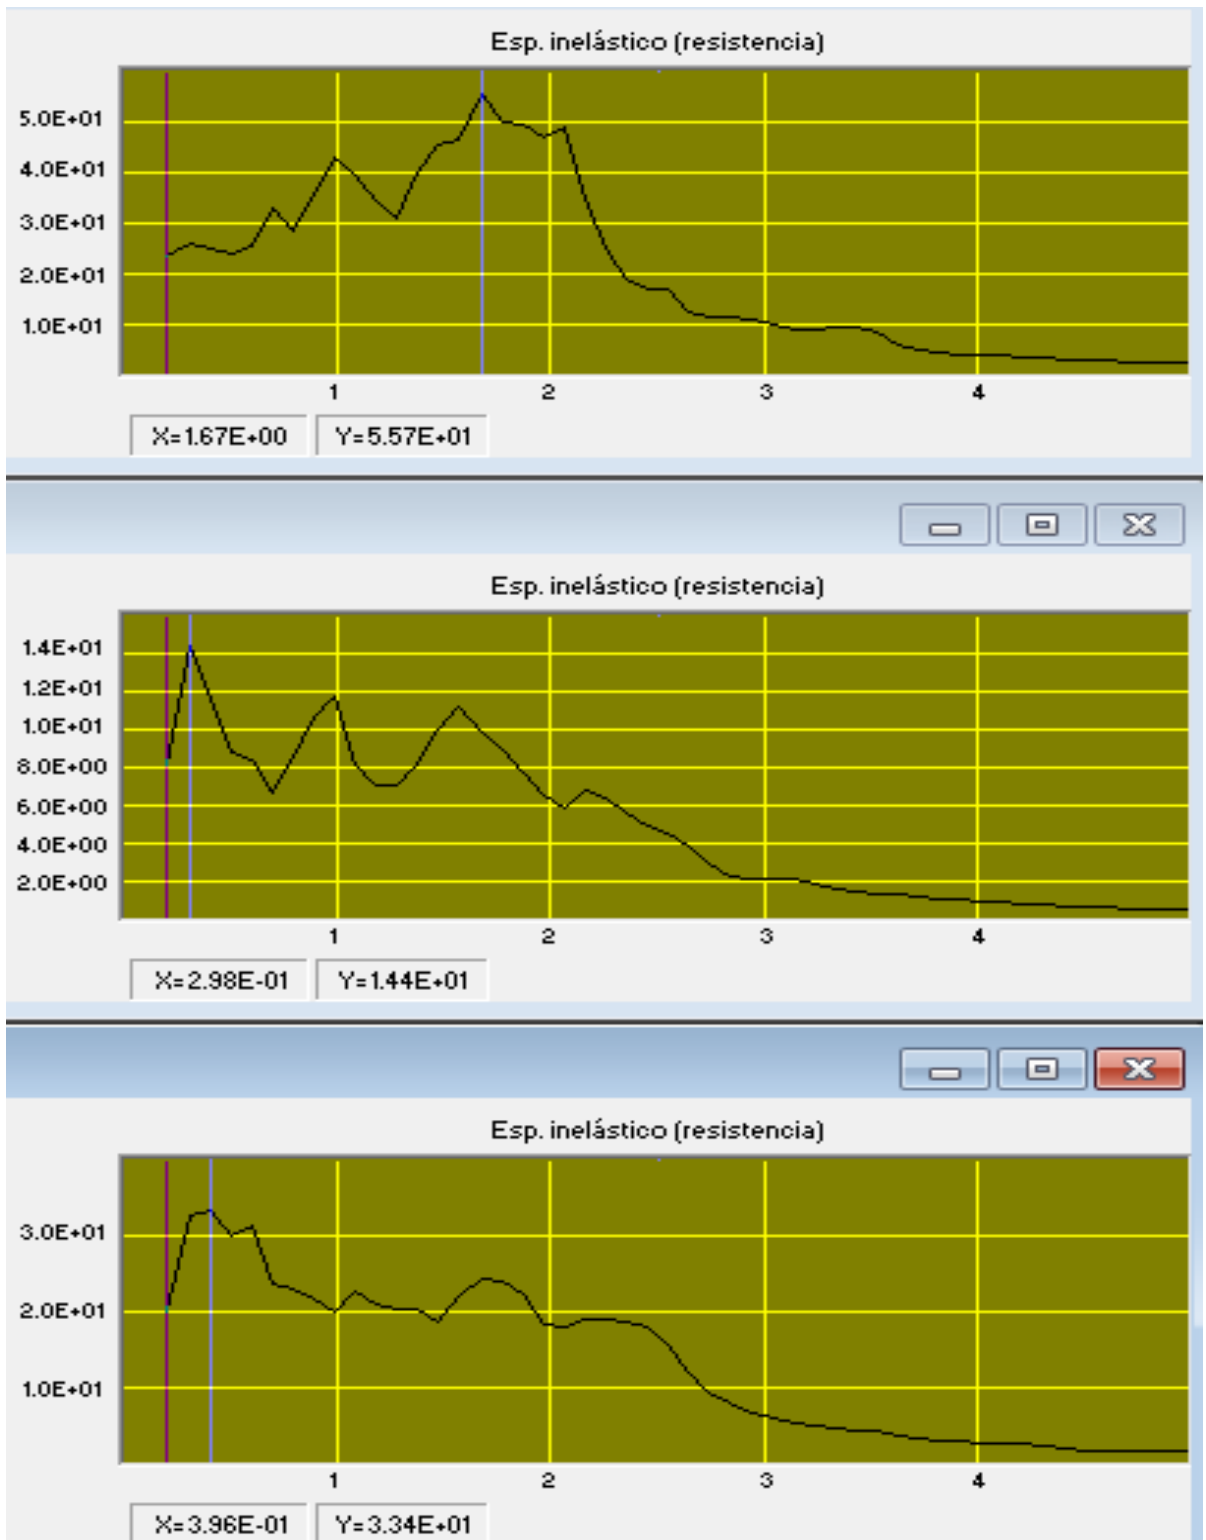 Esp. inelástico (resistencia)
5.0E+01
4.0E+01
3.0E+01
2.0E+01
1.0E+01
1 2 3 4
X=1.67E+00 Y=5.57E+01
Esp. inelástico (resistencia)
1.4E+01
1.2E+01
1.0E+01
8.0E+00
6.0E+00
4.0E+00
2.0E+00
1 2 3 4
X=2.98E-01 Y=1.44E+01
Esp. inelástico (resistencia)
3.0E+01
2.0E+01
1.0E+01
1 2 3 4
X=3.96E-01 Y=3.34E+01